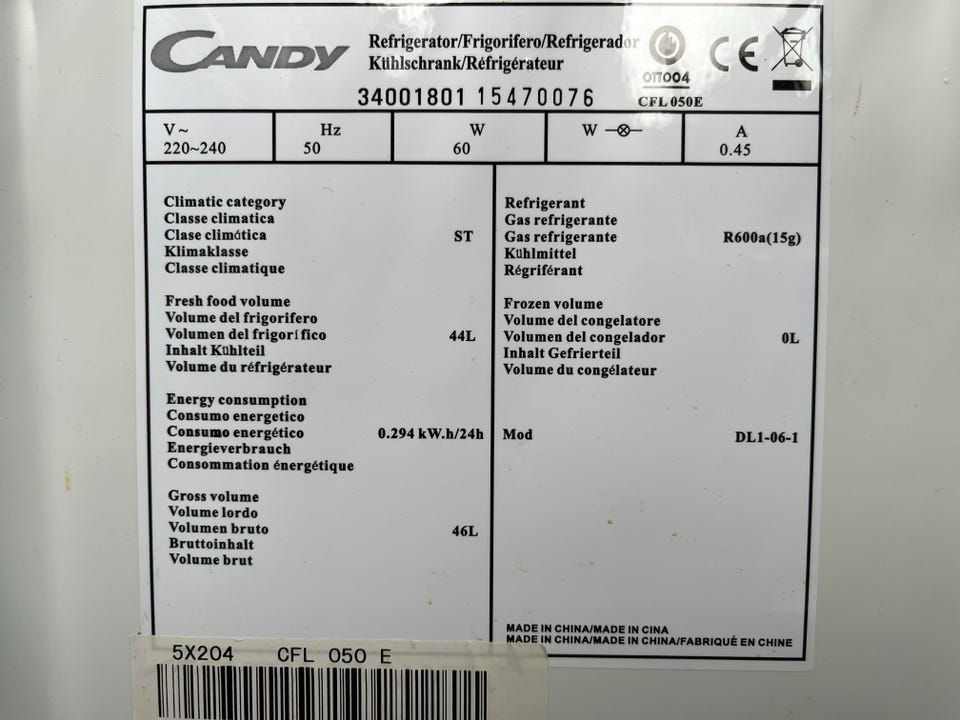 CANDY
Refrigerator/Frigorifero/Refrigerador
Kühlschrank/Réfrigérateur
34001801 15470076
0T1004
CE
CFL 050E
V~ Hz W W A
220~240 50 60 0.45
Climatic category
Classe climatica
Clase climótica ST
Klimaklasse
Classe climatique
Fresh food volume
Volume del frigorifero
Volumen del frigorífico 44L
Inhalt Kühlteil
Volume du réfrigérateur
Energy consumption
Consumo energetico
Consumo energético 0.294 kW.h/24h
Energieverbrauch
Consommation énergétique
Gross volume
Volume lordo
Volumen bruto 46L
Bruttoinhalt
Volume brut
Refrigerant
Gas refrigerante
Gas refrigerante R600a(15g)
Kühlmittel
Régriférant
Frozen volume
Volume del congelatore
Volumen del congelador 0L
Inhalt Gefrierteil
Volume du congélateur
Mod DL1-06-1
MADE IN CHINA/MADE IN CINA
MADE IN CHINA/MADE IN CHINA/FABRIQUÉ EN CHINE
5X204 CFL 050 E